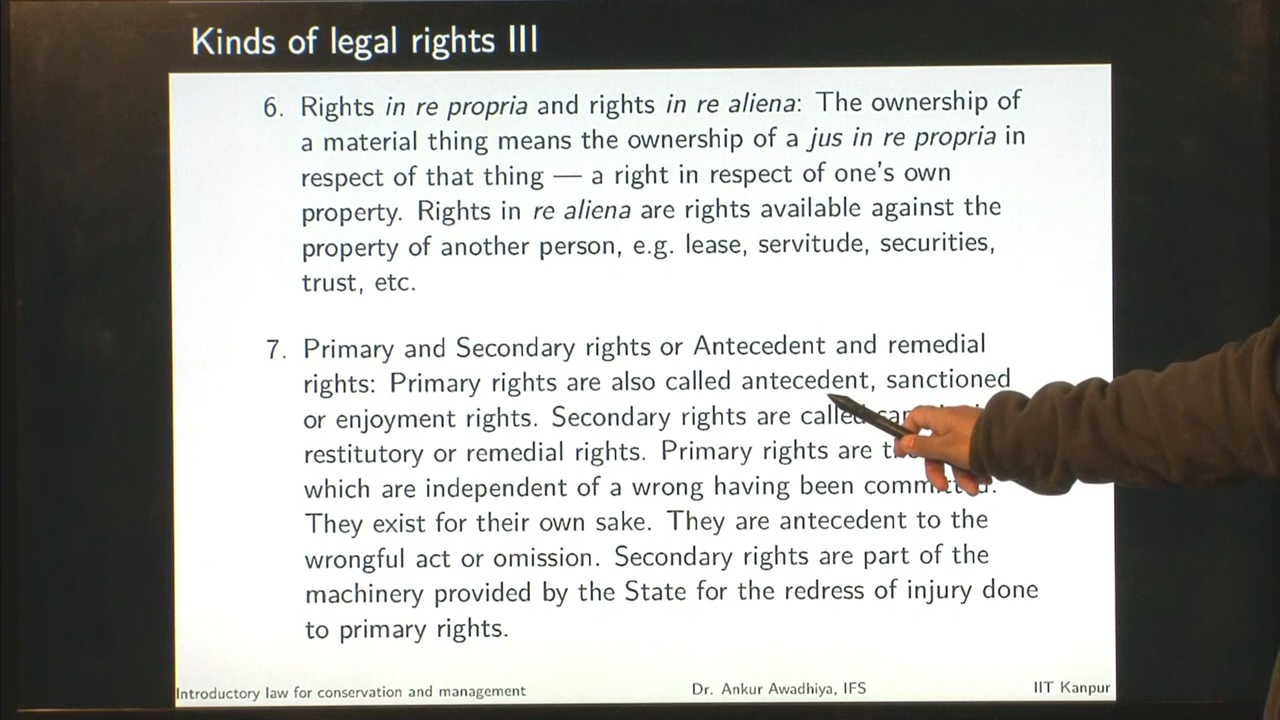 Kinds of legal rights III
6. Rights in re propria and rights in re aliena: The ownership of
a material thing means the ownership of a jus in re propria in
respect of that thing — a right in respect of one's own
property. Rights in re aliena are rights available against the
property of another person, e.g. lease, servitude, securities,
trust, etc.
7. Primary and Secondary rights or Antecedent and remedial
rights: Primary rights are also called antecedent, sanctioned
or enjoyment rights. Secondary rights are called
restitutory or remedial rights. Primary rights are
which are independent of a wrong having been committed.
They exist for their own sake. They are antecedent to the
wrongful act or omission. Secondary rights are part of the
machinery provided by the State for the redress of injury done
to primary rights.
Introductory law for conservation and management
Dr. Ankur Awadhiya, IFS
IIT Kanpur